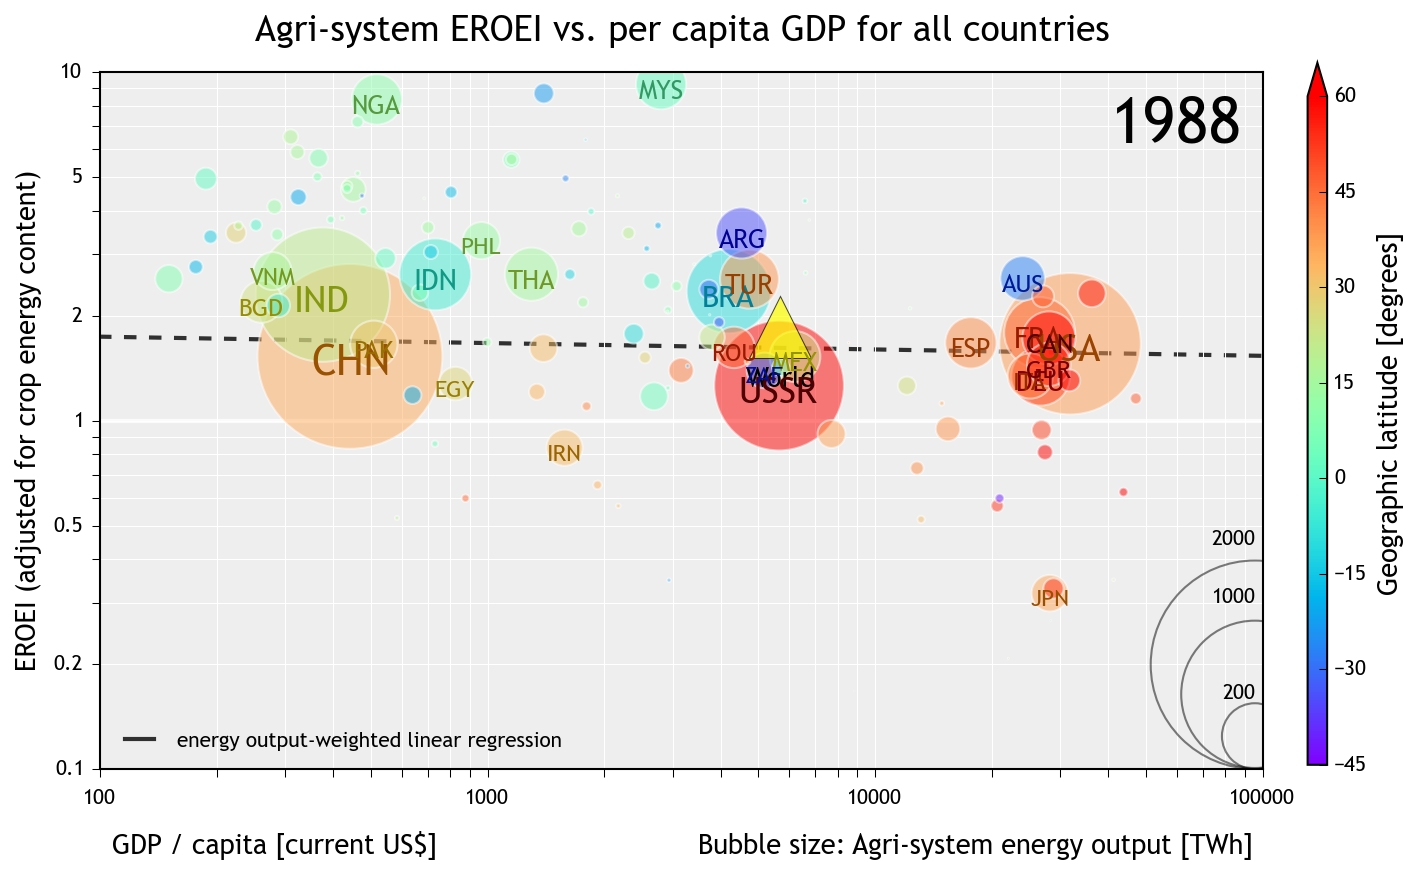 Agri-system EROEI vs. per capita GDP for all countries
1988
EROEI (adjusted for crop energy content)
10
5
2
1
0.5
0.2
0.1
100
1000
10000
100000
GDP / capita [current US$]
Bubble size: Agri-system energy output [TWh]
energy output-weighted linear regression
NGA
MYS
ARG
PHL
VNM
IDN
THA
TUR
AUS
BGD
IND
BRA
CHN
PAK
ROU
MEX
ESP
FRA
CAN
USA
World
USSR
GBR
DEU
EGY
IRN
JPN
2000
1000
200
60
45
30
15
0
−15
−30
−45
Geographic latitude [degrees]